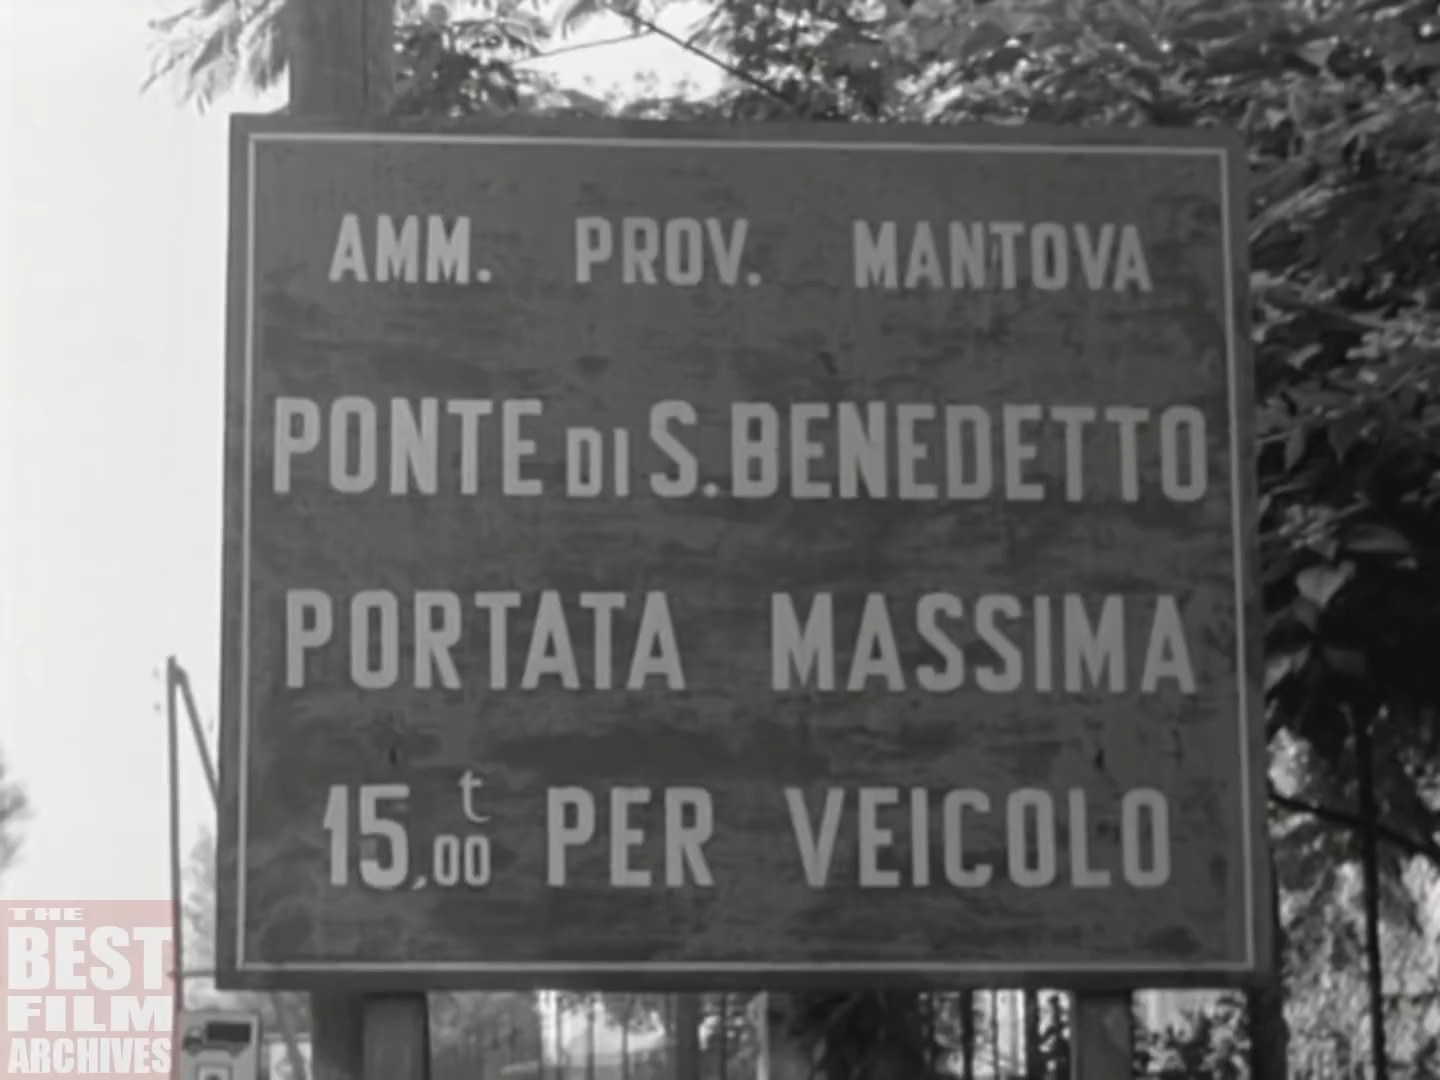 AMM. PROV. MANTOVA
PONTE DI S. BENEDETTO
PORTATA MASSIMA
15,00 t PER VEICOLO
THE
BEST
FILM
ARCHIVES